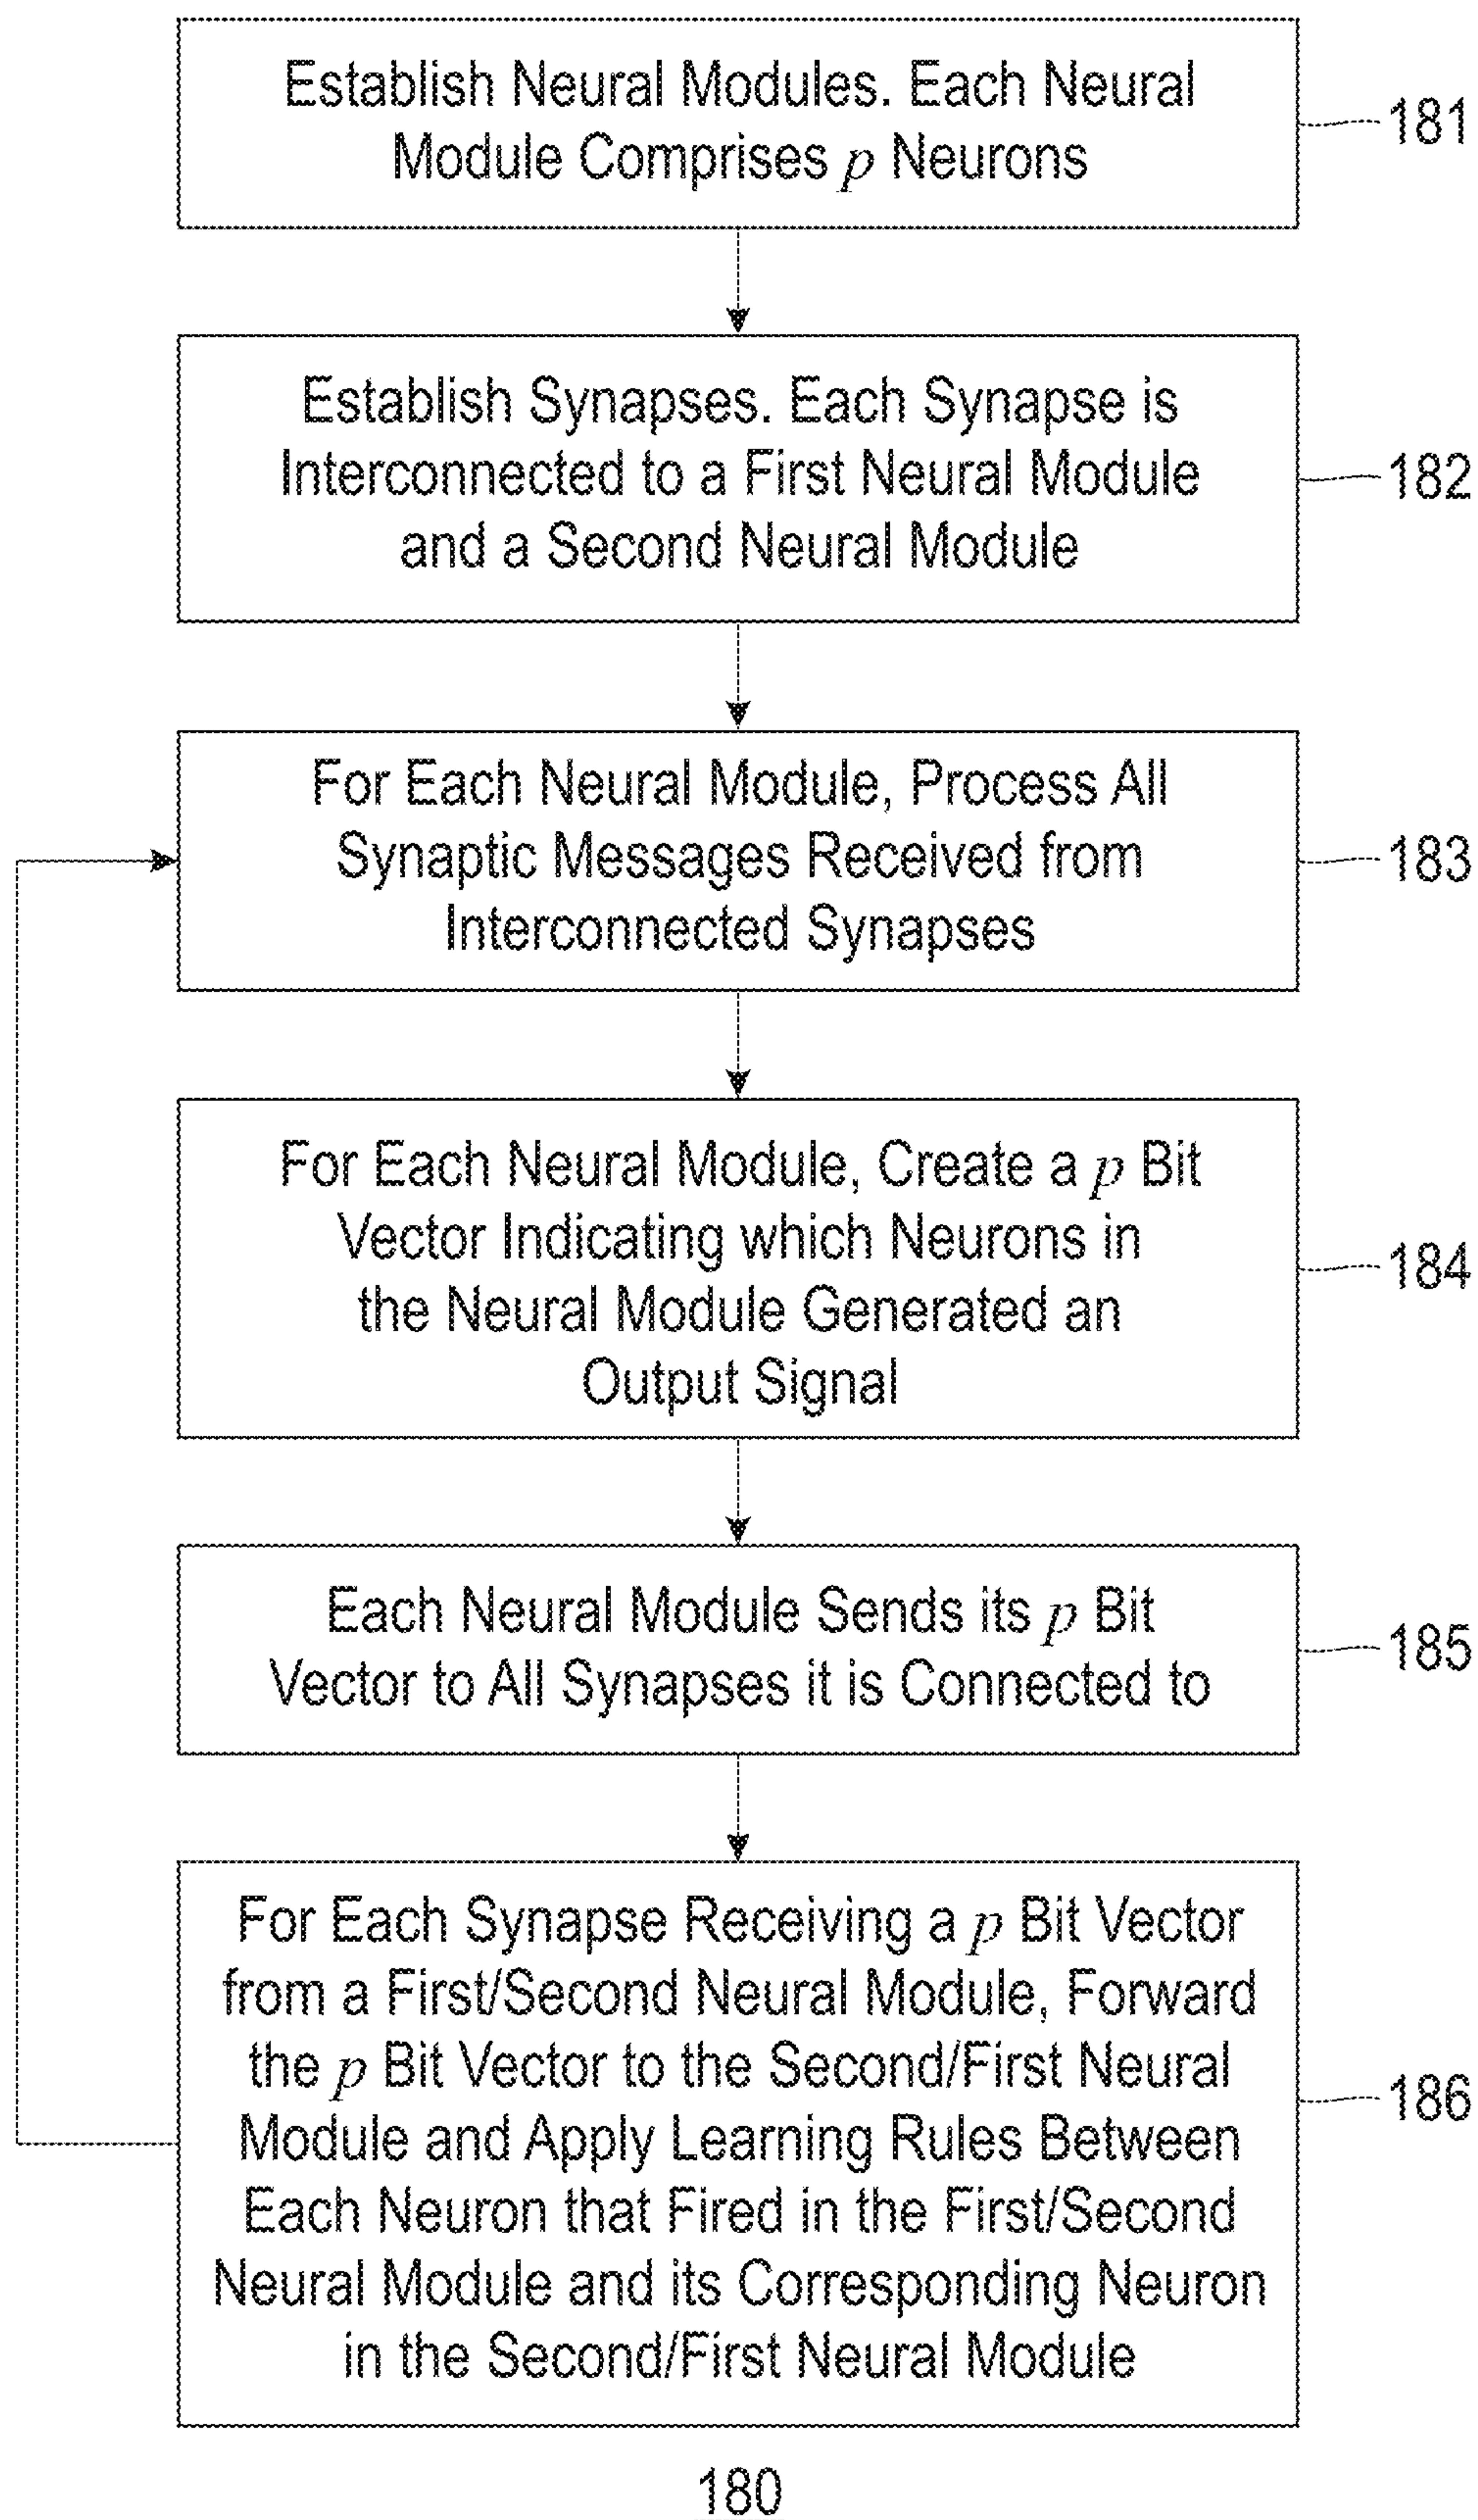 Establish Neural Modules. Each Neural
Module Comprises p Neurons
181
Establish Synapses. Each Synapse is
Interconnected to a First Neural Module
and a Second Neural Module
182
For Each Neural Module, Process All
Synaptic Messages Received from
Interconnected Synapses
183
For Each Neural Module, Create a p Bit
Vector Indicating which Neurons in
the Neural Module Generated an
Output Signal
184
Each Neural Module Sends its p Bit
Vector to All Synapses it is Connected to
185
For Each Synapse Receiving a p Bit Vector
from a First/Second Neural Module, Forward
the p Bit Vector to the Second/First Neural
Module and Apply Learning Rules Between
Each Neuron that Fired in the First/Second
Neural Module and its Corresponding Neuron
in the Second/First Neural Module
186
180